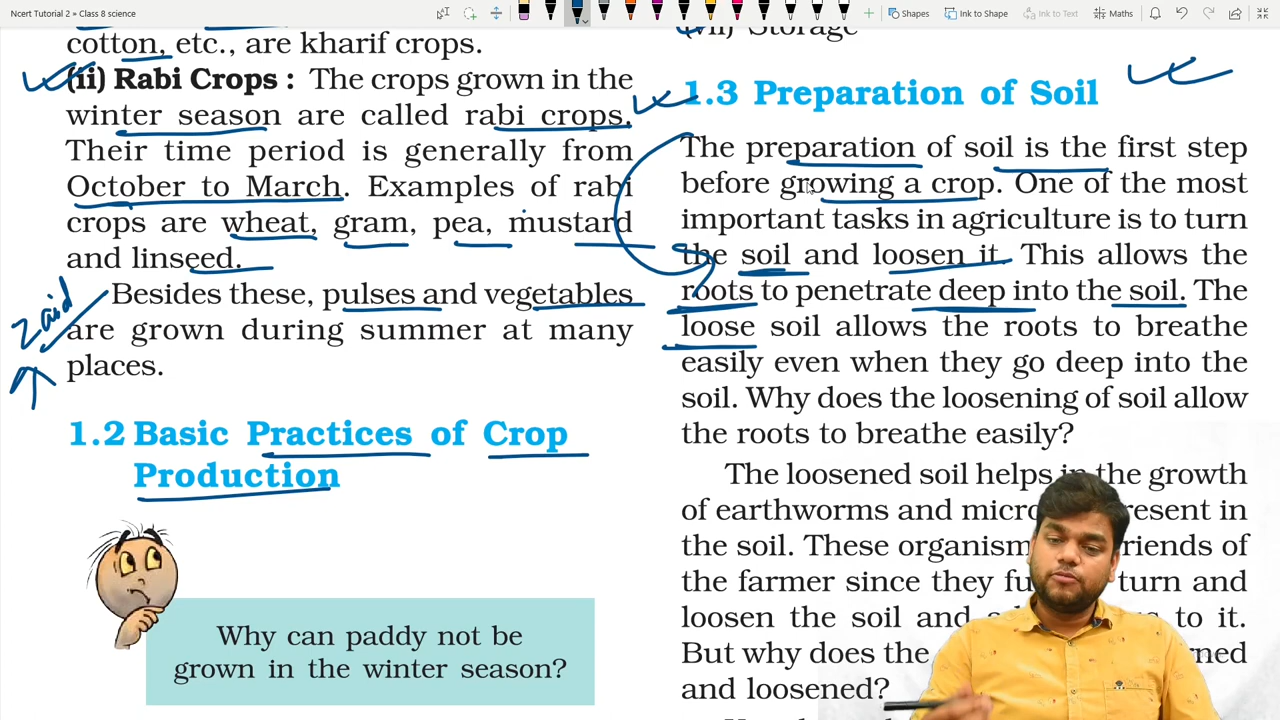 Ncert Tutorial 2 » Class 8 science
Shapes
Ink to Shape
Ink to Text
Maths
cotton, etc., are kharif crops.
(ii) Rabi Crops : The crops grown in the
winter season are called rabi crops.
Their time period is generally from
October to March. Examples of rabi
crops are wheat, gram, pea, mustard
and linseed.
Besides these, pulses and vegetables
are grown during summer at many
places.
1.2 Basic Practices of Crop
Production
Why can paddy not be
grown in the winter season?
(vii) Storage
1.3 Preparation of Soil
The preparation of soil is the first step
before growing a crop. One of the most
important tasks in agriculture is to turn
the soil and loosen it. This allows the
roots to penetrate deep into the soil. The
loose soil allows the roots to breathe
easily even when they go deep into the
soil. Why does the loosening of soil allow
the roots to breathe easily?
The loosened soil helps in the growth
of earthworms and present in
the soil. These of
the farmer since they turn and
loosen the soil and to it.
But why does the
and loosened?